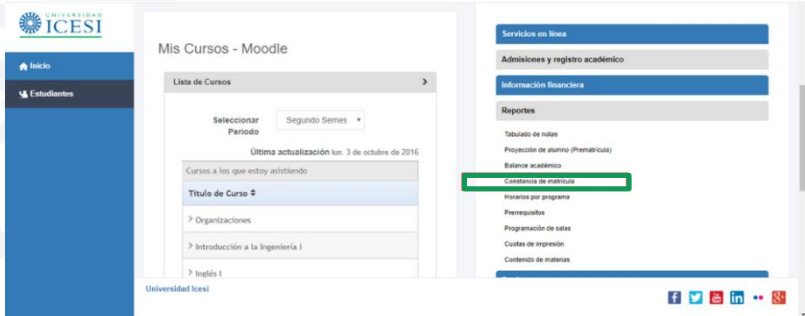 UNIVERSIDAD
ICESI
Inicio
Estudiantes
Mis Cursos - Moodle
Lista de Cursos
Seleccionar
Periodo
Segundo Semes
Última actualización lun. 3 de octubre de 2016
Cursos a los que estoy asistiendo
Título de Curso
Organizaciones
Introducción a la Ingeniería I
Inglés I
Servicios en línea
Admisiones y registro académico
Información financiera
Reportes
Tabulado de notas
Proyección de alumno (Prematrícula)
Balance académico
Constancia de matrícula
Horarios por programa
Prerrequisitos
Programación de salas
Cuotas de impresión
Contenido de materias
Universidad Icesi